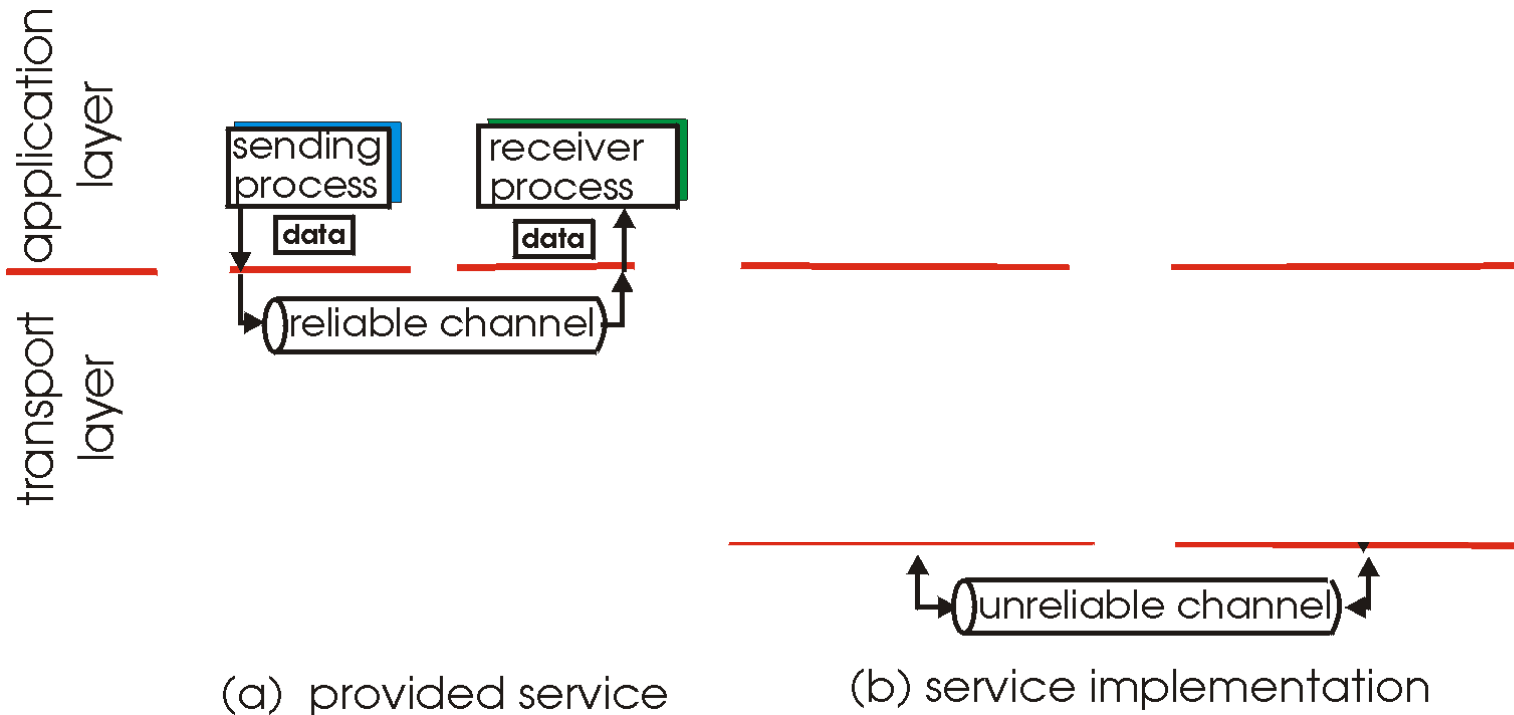 application
layer
transport
layer
sending
process
receiver
process
data
data
reliable channel
unreliable channel
(a) provided service
(b) service implementation